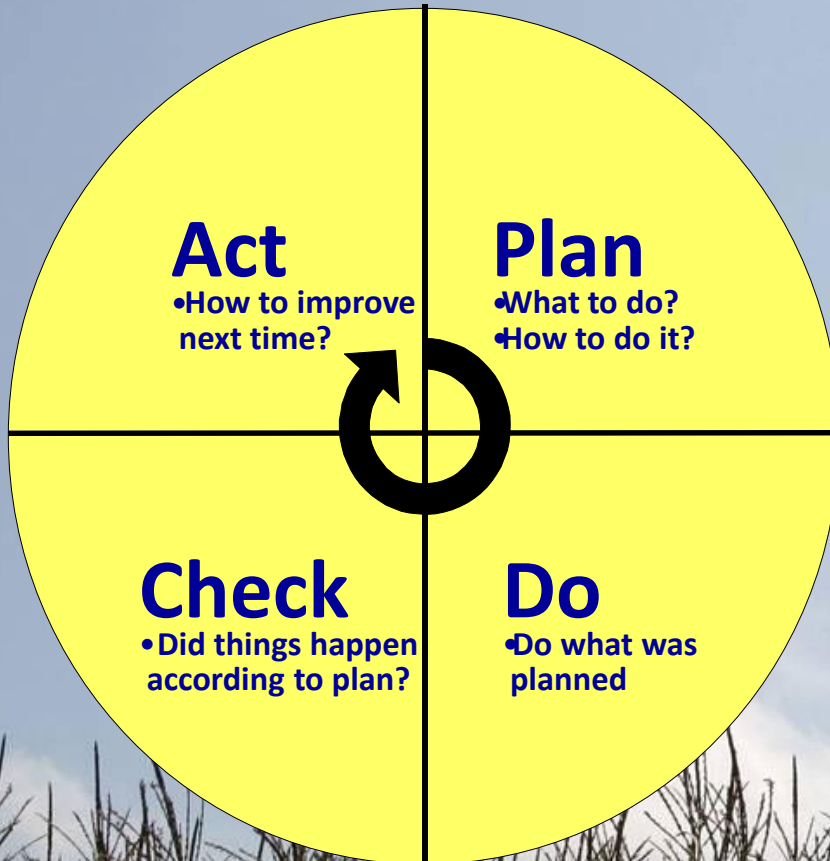 Act
•How to improve
next time?
Plan
•What to do?
•How to do it?
Check
•Did things happen
according to plan?
Do
•Do what was
planned